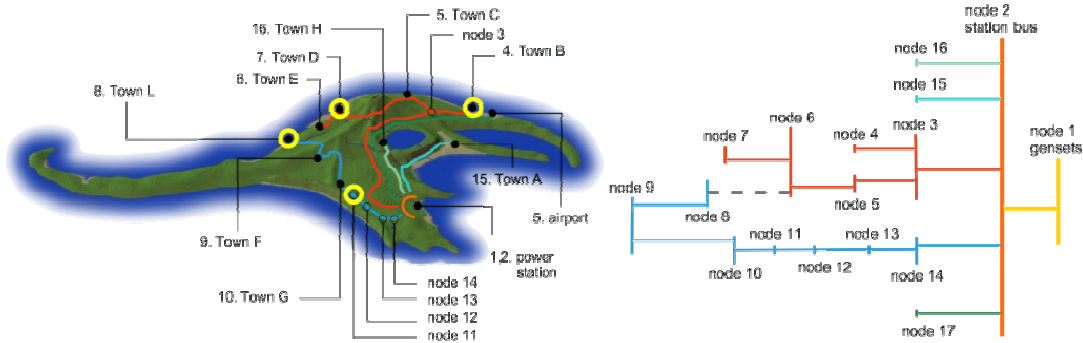 5. Town C
16. Town H
node 3
7. Town D
4. Town B
6. Town E
8. Town L
15. Town A
5. airport
9. Town F
1,2. power
station
10. Town G
node 14
node 13
node 12
node 11
node 2
station bus
node 16
node 15
node 6
node 7
node 4
node 3
node 1
gensets
node 9
node 8
node 5
node 11
node 13
node 10
node 12
node 14
node 17